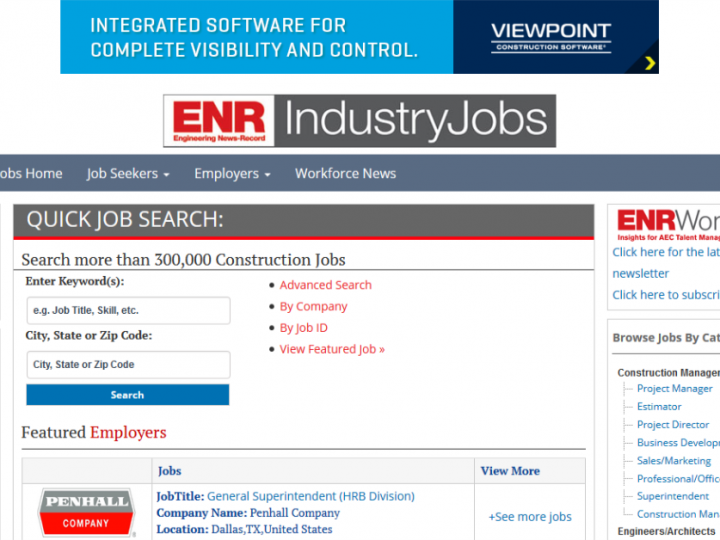 INTEGRATED SOFTWARE FOR
COMPLETE VISIBILITY AND CONTROL.
VIEWPOINT
CONSTRUCTION SOFTWARE®
ENR
Engineering News-Record
IndustryJobs
obs Home
Job Seekers
Employers
Workforce News
QUICK JOB SEARCH:
Search more than 300,000 Construction Jobs
Enter Keyword(s):
e.g. Job Title, Skill, etc.
City, State or Zip Code:
City, State or Zip Code
Search
Advanced Search
By Company
By Job ID
View Featured Job »
Featured Employers
Jobs
View More
PENHALL
COMPANY
JobTitle: General Superintendent (HRB Division)
Company Name: Penhall Company
Location: Dallas,TX,United States
+See more jobs
ENRWor
Insights for AEC Talent Manag
Click here for the lat
newsletter
Click here to subscri
Browse Jobs By Cat
Construction Manager
Project Manager
Estimator
Project Director
Business Develop
Sales/Marketing
Professional/Offic
Superintendent
Construction Man
Engineers/Architects